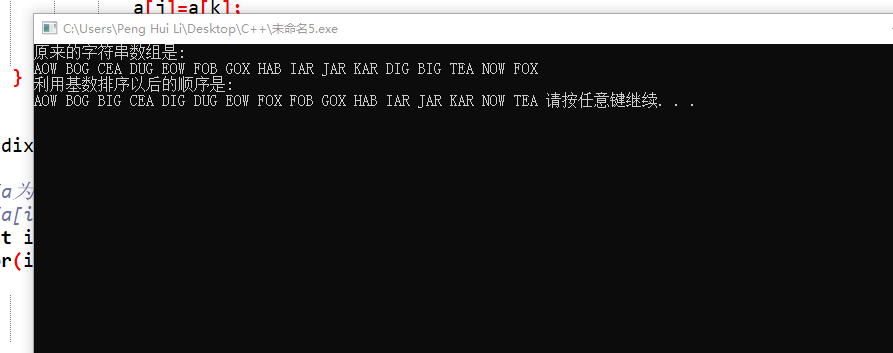 a[j]=a[k];
C:\Users\Peng Hui Li\Desktop\C++\未命名5.exe
原来的字符串数组是:
AOW BOG CEA DUG EOW FOB GOX HAB IAR JAR KAR DIG BIG TEA NOW FOX
}
利用基数排序以后的顺序是:
AOW BOG BIG CEA DIG DUG EOW FOX FOB GOX HAB IAR JAR KAR NOW TEA 请按任意键继续. . .
dix
a为
a[i
t i
r(i